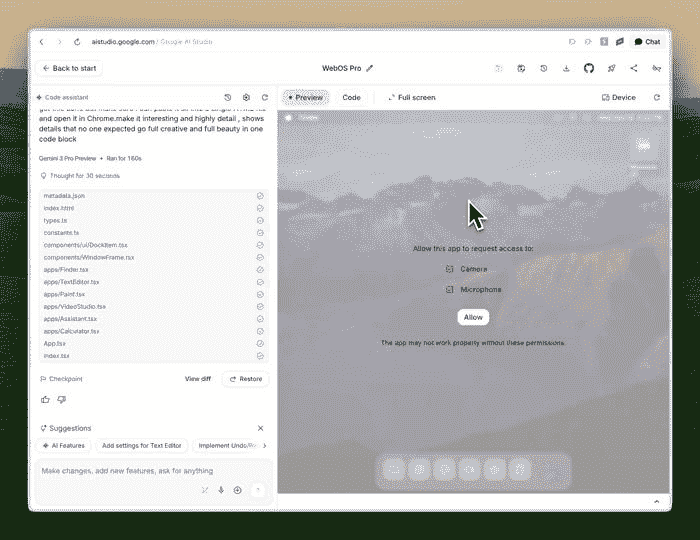 aistudio.google.com / Google AI Studio
Chat
Back to start
WebOS Pro
Code assistant
Preview
Code
Full screen
Device
and open it in Chrome.make it interesting and highly detail , shows
details that no one expected go full creative and full beauty in one
code block
Gemini 3 Pro Preview • Ran for 160s
Thought for 30 seconds
metadata.json
index.html
types.ts
constants.ts
components/ui/DockItem.tsx
components/WindowFrame.tsx
apps/Finder.tsx
apps/TextEditor.tsx
apps/Paint.tsx
apps/VideoStudio.tsx
apps/Assistant.tsx
apps/Calculator.tsx
App.tsx
index.tsx
Checkpoint
View diff
Restore
Suggestions
AI Features
Add settings for Text Editor
Implement Undo/Re
Make changes, add new features, ask for anything
Allow this app to request access to:
Camera
Microphone
Allow
The app may not work properly without these permissions.